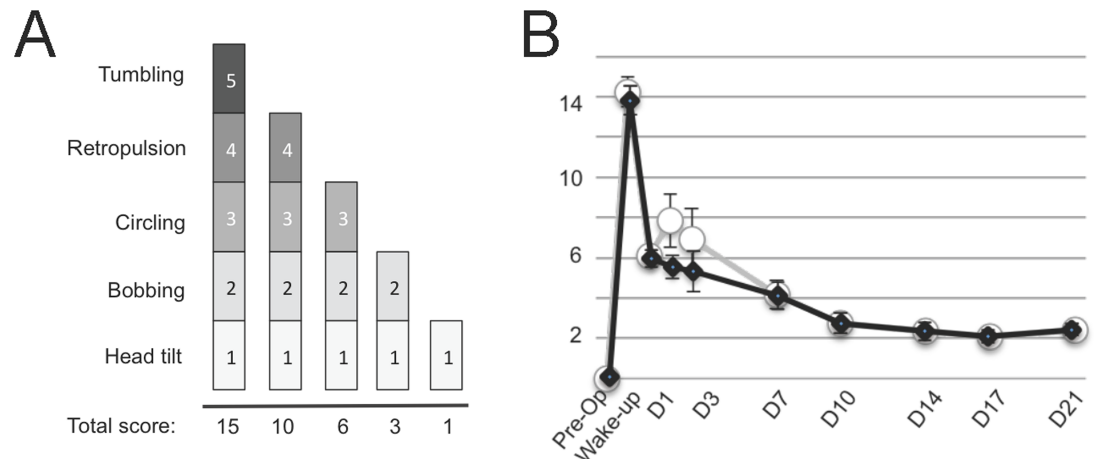 A
Tumbling 5
Retropulsion 4 4
Circling 3 3 3
Bobbing 2 2 2 2
Head tilt 1 1 1 1 1
Total score: 15 10 6 3 1
B
14
10
6
2
Pre-Op Wake-up D1 D3 D7 D10 D14 D17 D21